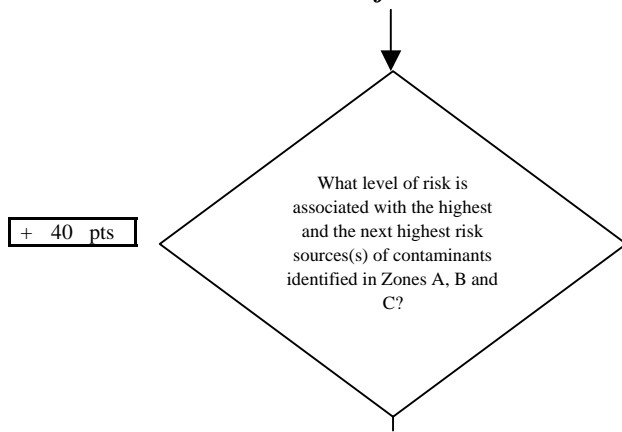 What level of risk is
associated with the highest
and the next highest risk
sources(s) of contaminants
identified in Zones A, B and
C?
+ 40 pts